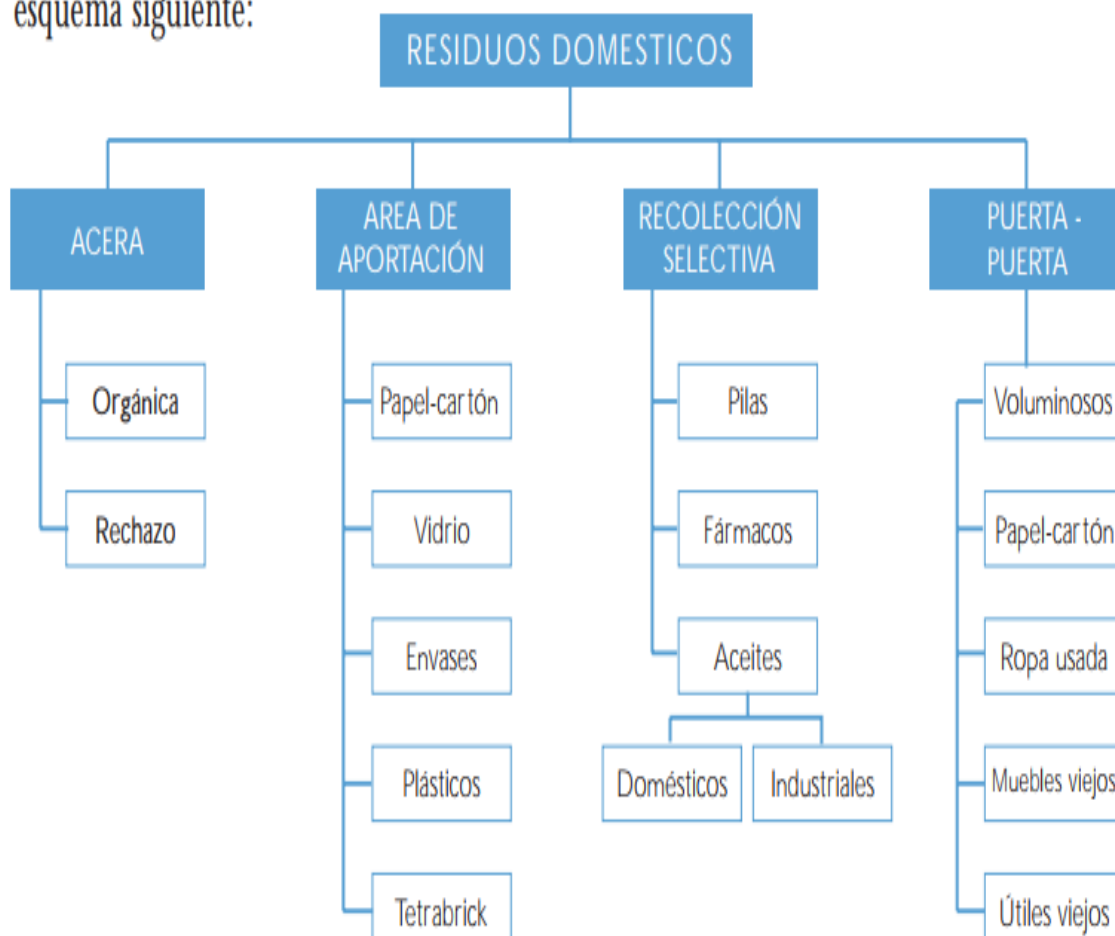 esquema siguiente:
RESIDUOS DOMESTICOS
ACERA
Orgánica
Rechazo
AREA DE
APORTACIÓN
Papel-cartón
Vidrio
Envases
Plásticos
Tetrabrick
RECOLECCIÓN
SELECTIVA
Pilas
Fármacos
Aceites
Domésticos
Industriales
PUERTA -
PUERTA
Voluminosos
Papel-cartón
Ropa usada
Muebles viejos
Útiles viejos